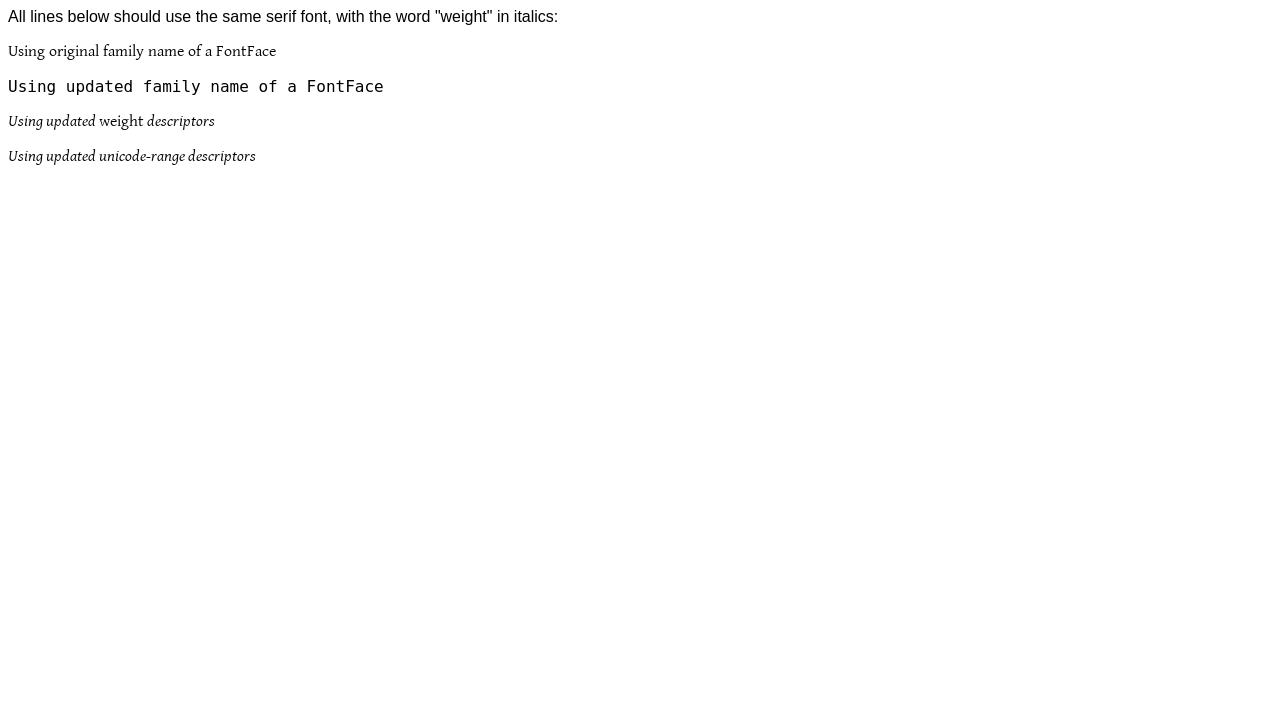 All lines below should use the same serif font, with the word "weight" in italics:
Using original family name of a FontFace
Using updated family name of a FontFace
Using updated weight descriptors
Using updated unicode-range descriptors